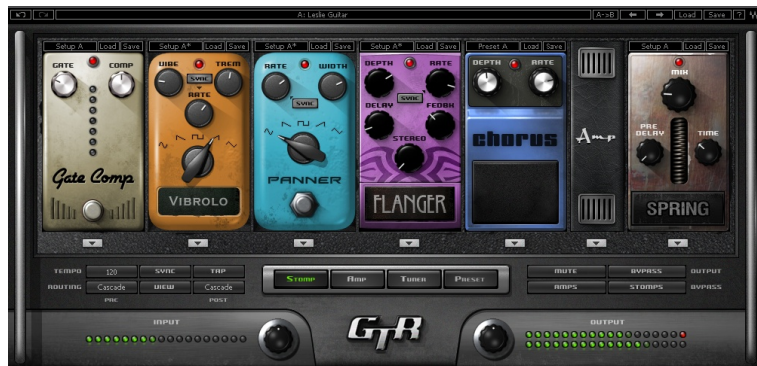 A: Leslie Guitar
A->B
Load Save ?
Setup A Load Save
Setup A* Load Save
Setup A* Load Save
Setup A* Load Save
Preset A Load Save
Setup A Load Save
GATE COMP
Gate Comp
VIBE TREM
SYNC
RATE
VIBROLO
RATE WIDTH
SYNC
PANNER
DEPTH RATE
SYNC
DELAY FEDBK
STEREO
FLANGER
DEPTH RATE
chorus
Amp
MIX
PRE DELAY TIME
SPRING
TEMPO 120 SYNC TAP
ROUTING Cascade VIEW Cascade
PRE POST
Stomp Amp Tuner Preset
MUTE BYPASS OUTPUT
AMPS STOMPS BYPASS
INPUT
GTR
OUTPUT